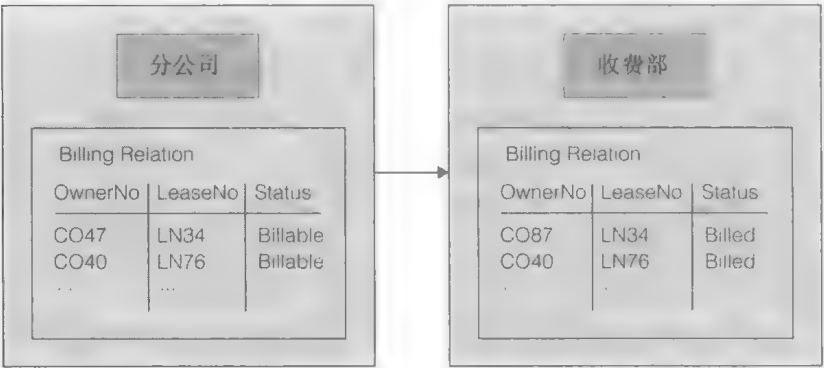 分公司
Billing Relation
OwnerNo LeaseNo Status
CO47 LN34 Billable
CO40 LN76 Billable
.. ...
收费部
Billing Relation
OwnerNo LeaseNo Status
CO87 LN34 Billed
CO40 LN76 Billed
. .